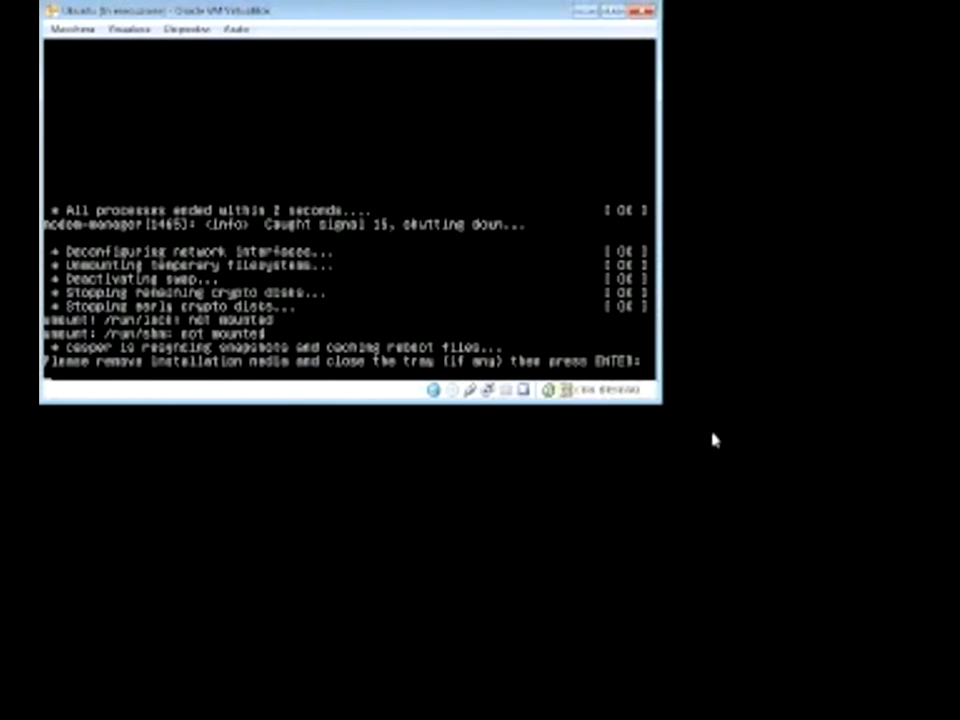 Ubuntu [In esecuzione] - Oracle VM VirtualBox
Macchina Visualizza Dispositivi Aiuto
* All processes ended within 2 seconds.... [ OK ]
modem-manager[1465]: <info> Caught signal 15, shutting down...
* Deconfiguring network interfaces... [ OK ]
* Unmounting temporary filesystems... [ OK ]
* Deactivating swap... [ OK ]
* Stopping remaining crypto disks... [ OK ]
* Stopping early crypto disks... [ OK ]
umount: /run/lock: not mounted
umount: /run/shm: not mounted
* casper is resyncing snapshots and caching reboot files...
Please remove installation media and close the tray (if any) then press ENTER: